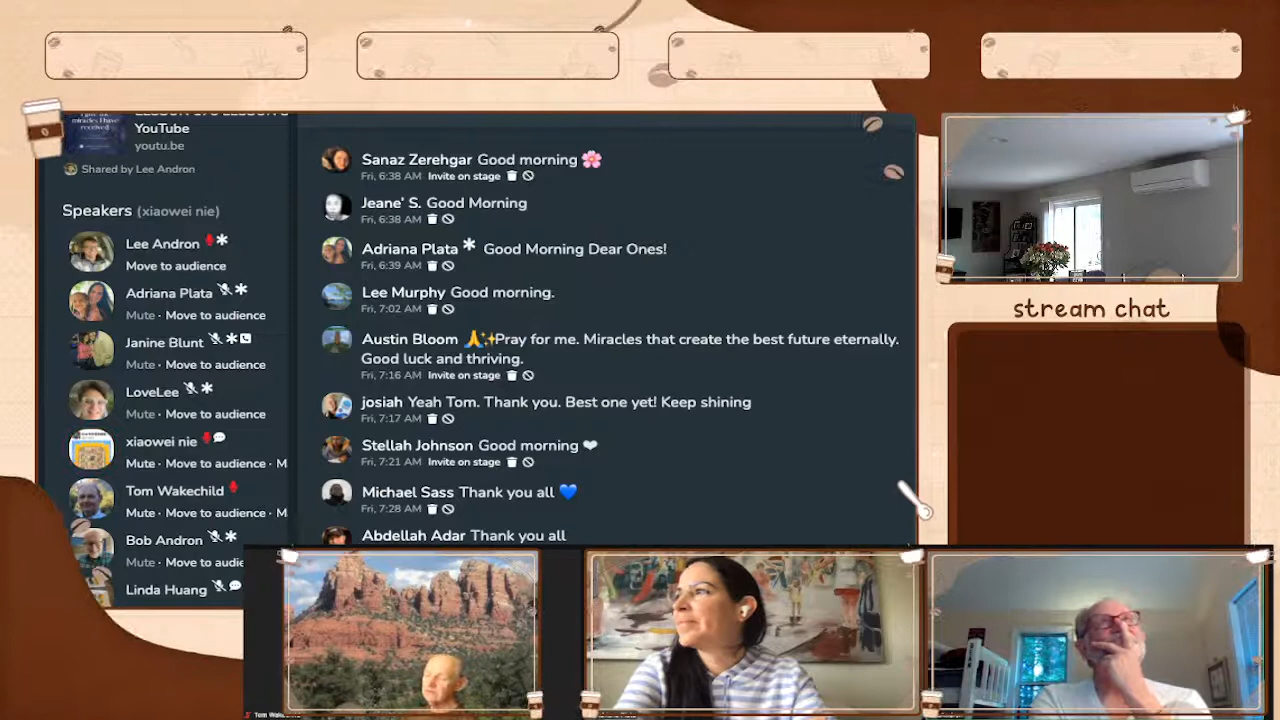 received
YouTube
youtu.be
Shared by Lee Andron
Speakers (xiaowei nie)
Lee Andron
Move to audience
Adriana Plata
Mute · Move to audience
Janine Blunt
Mute · Move to audience
LoveLee
Mute · Move to audience
xiaowei nie
Mute · Move to audience · M
Tom Wakechild
Mute · Move to audience · M
Bob Andron
Mute · Move to audie
Linda Huang
Sanaz Zerehgar Good morning 🌸
Fri, 6:38 AM Invite on stage
Jeane' S. Good Morning
Fri, 6:38 AM
Adriana Plata * Good Morning Dear Ones!
Fri, 6:39 AM
Lee Murphy Good morning.
Fri, 7:02 AM
Austin Bloom 🙏✨Pray for me. Miracles that create the best future eternally.
Good luck and thriving.
Fri, 7:16 AM Invite on stage
josiah Yeah Tom. Thank you. Best one yet! Keep shining
Fri, 7:17 AM
Stellah Johnson Good morning ❤
Fri, 7:21 AM Invite on stage
Michael Sass Thank you all 💙
Fri, 7:28 AM
Abdellah Adar Thank you all
stream chat